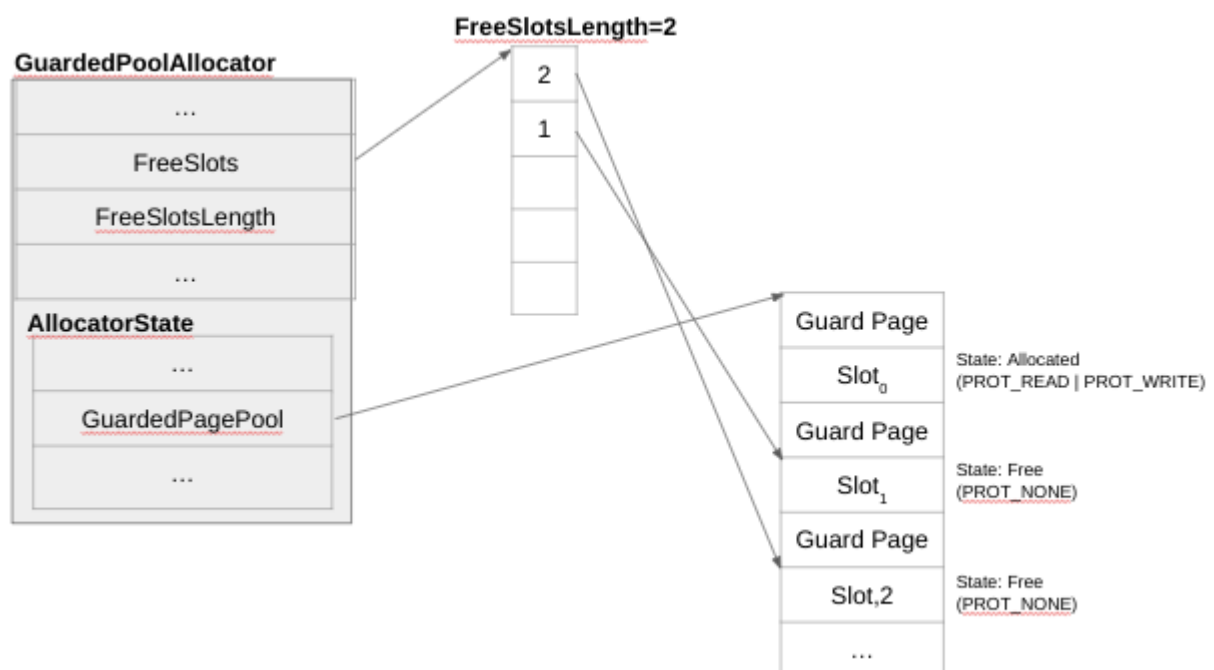 FreeSlotsLength=2
GuardedPoolAllocator
...
FreeSlots
FreeSlotsLength
...
AllocatorState
...
GuardedPagePool
...
2
1
Guard Page
Slot0
State: Allocated
(PROT_READ | PROT_WRITE)
Guard Page
Slot1
State: Free
(PROT_NONE)
Guard Page
Slot,2
State: Free
(PROT_NONE)
...